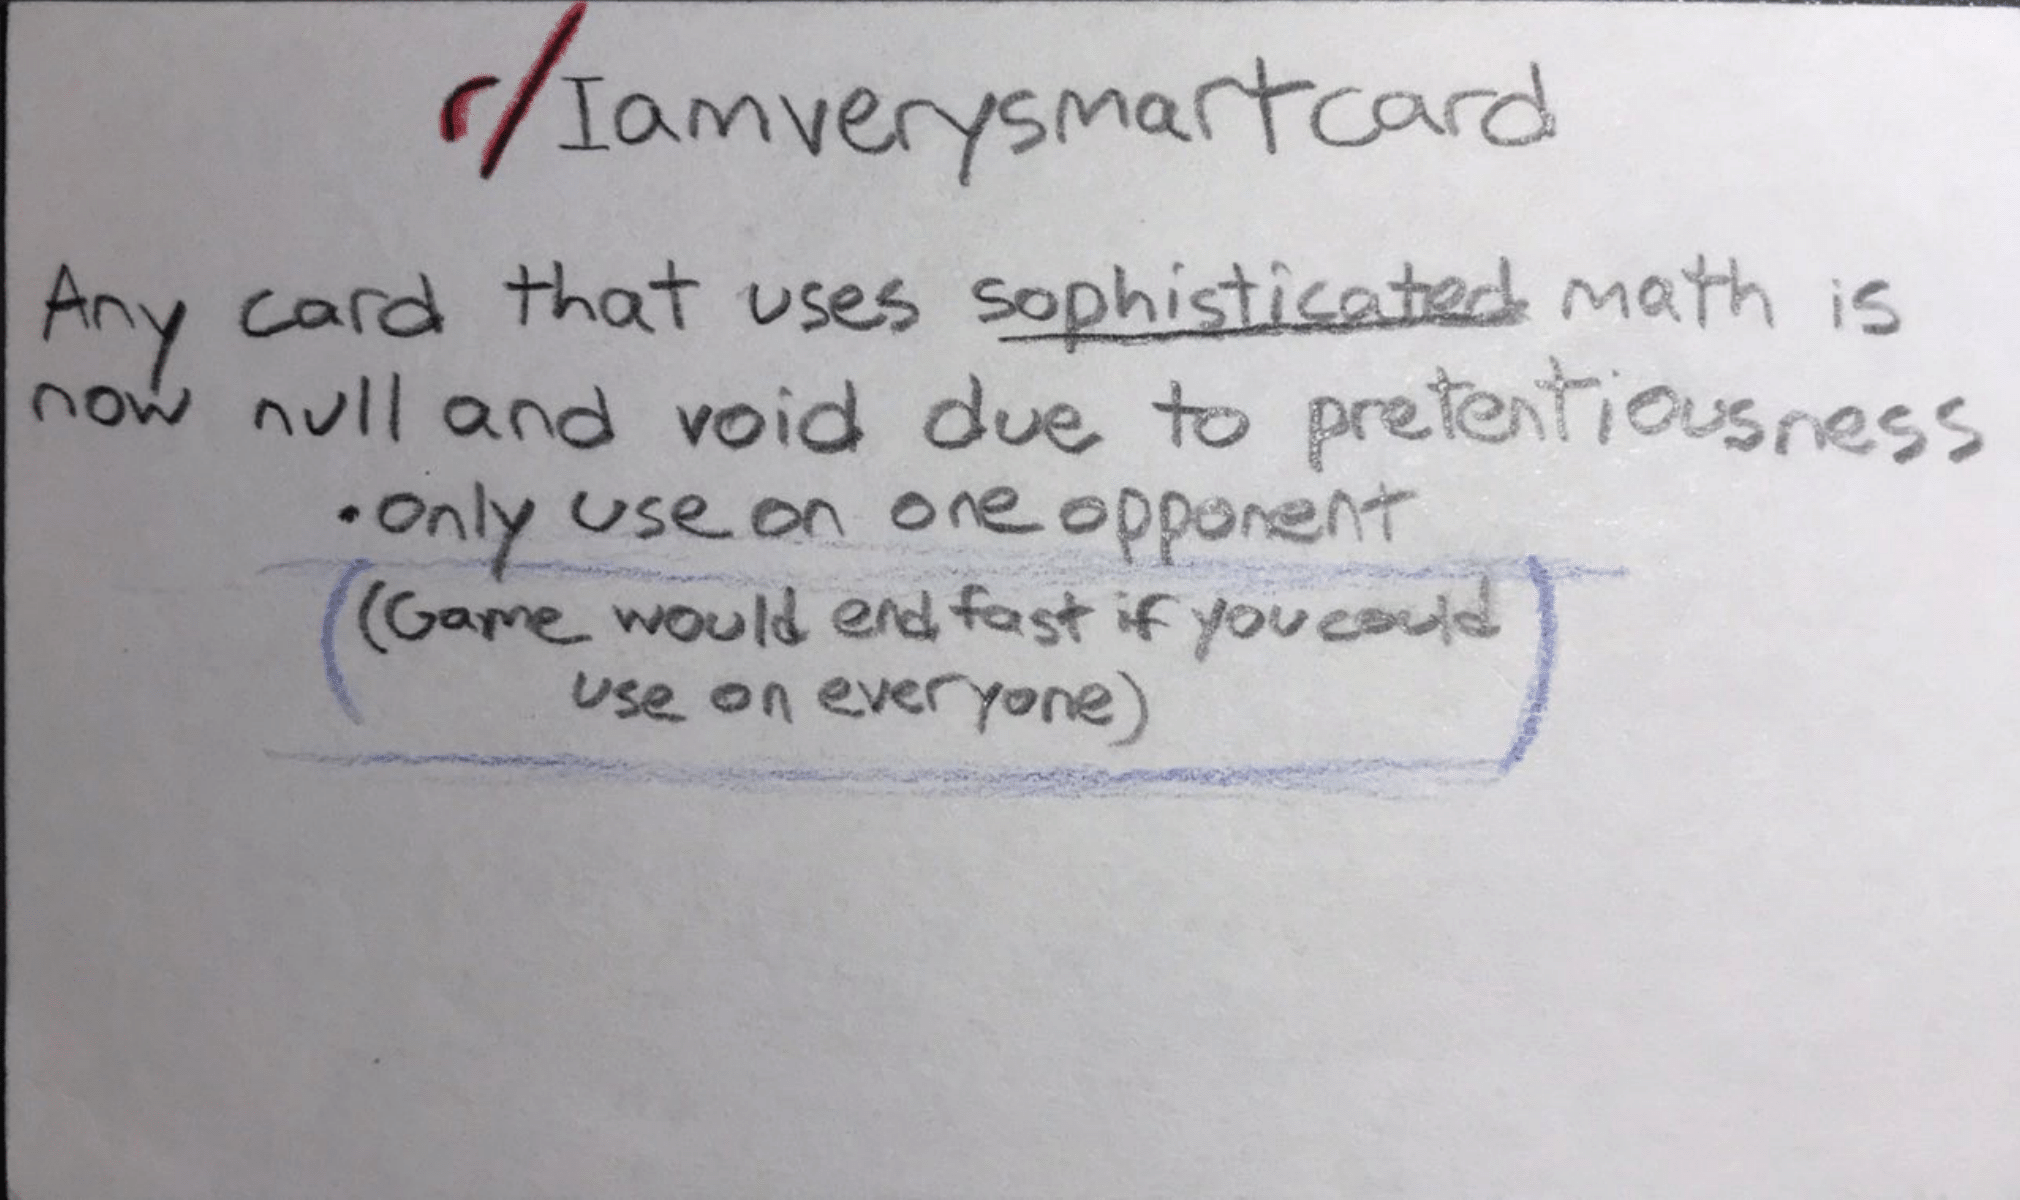 r/Iamverysmartcard
Any card that uses sophisticated math is
now null and void due to pretentiousness
•only use on one opponent
(Game would end fast if you could
use on everyone)